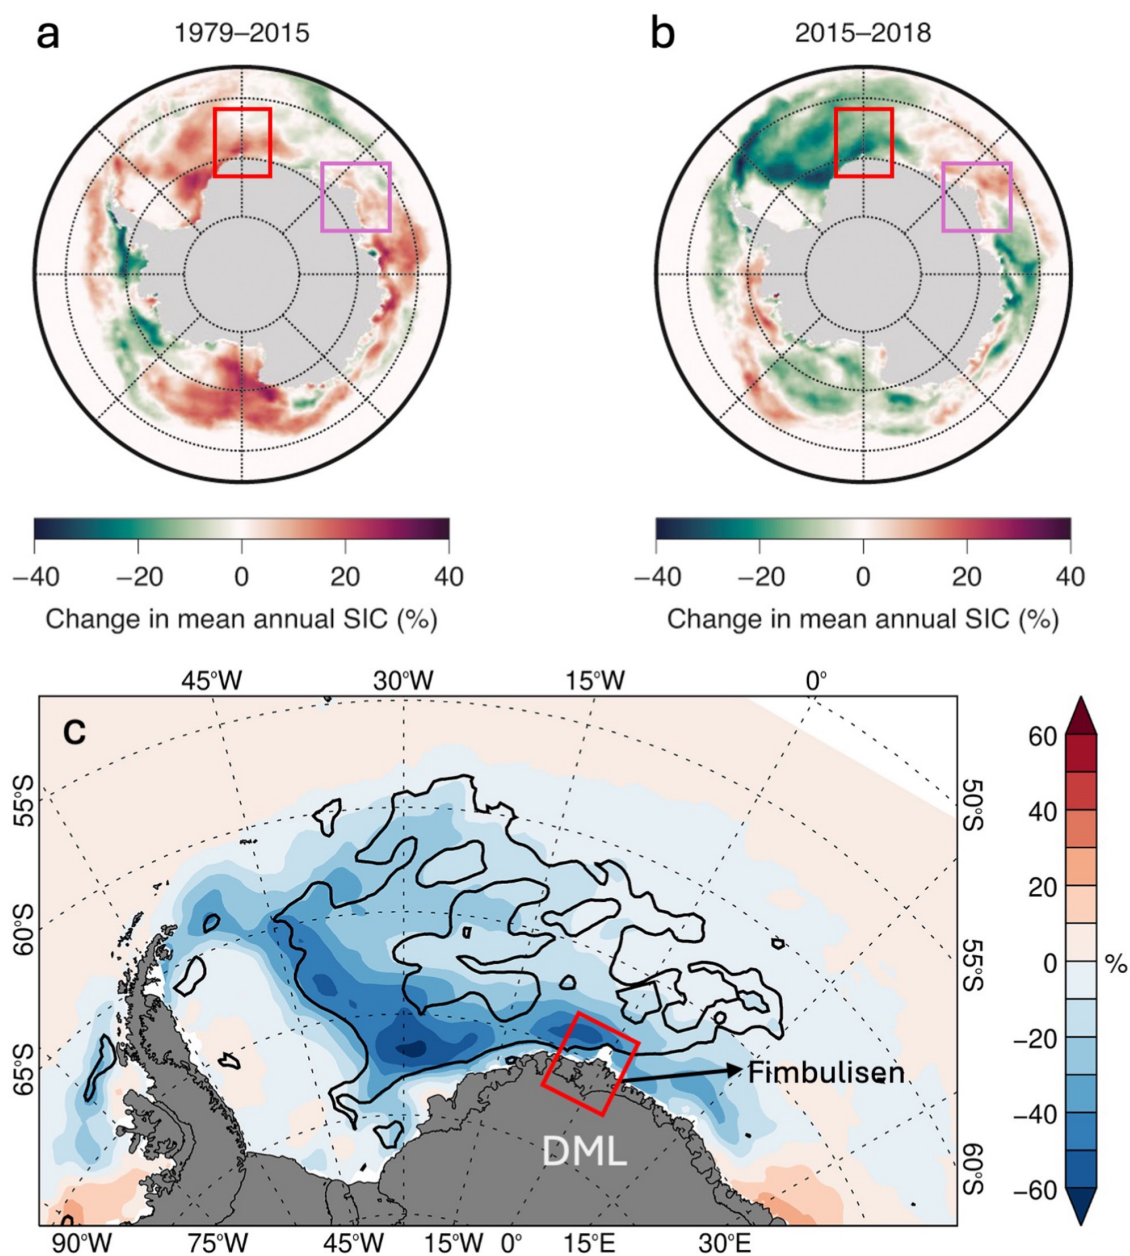 a
1979–2015
b
2015–2018
−40 −20 0 20 40
Change in mean annual SIC (%)
−40 −20 0 20 40
Change in mean annual SIC (%)
45°W 30°W 15°W 0°
c
60
40
20
0
−20
−40
−60
%
55°S
60°S
65°S
50°S
55°S
60°S
Fimbulisen
DML
90°W 75°W 45°W 15°W 0° 15°E 30°E